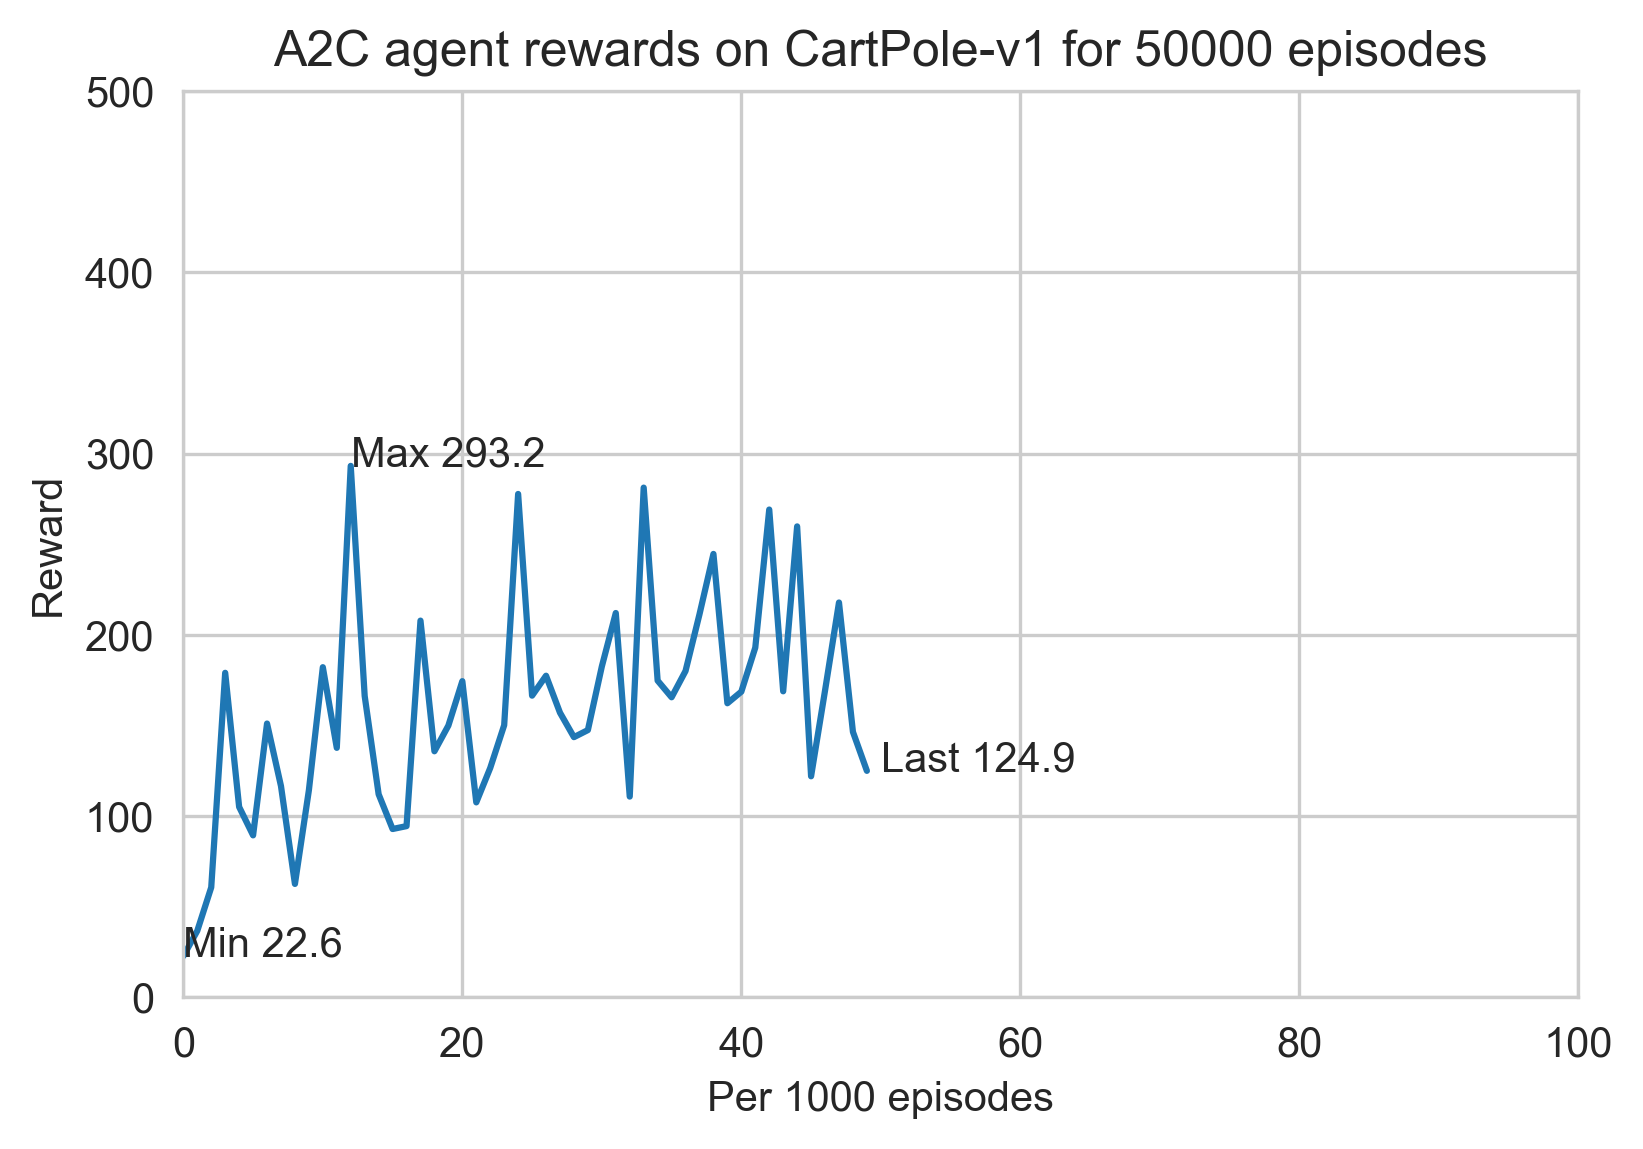 A2C agent rewards on CartPole-v1 for 50000 episodes
500
400
300
200
100
0
Reward
Max 293.2
Last 124.9
Min 22.6
0 20 40 60 80 100
Per 1000 episodes